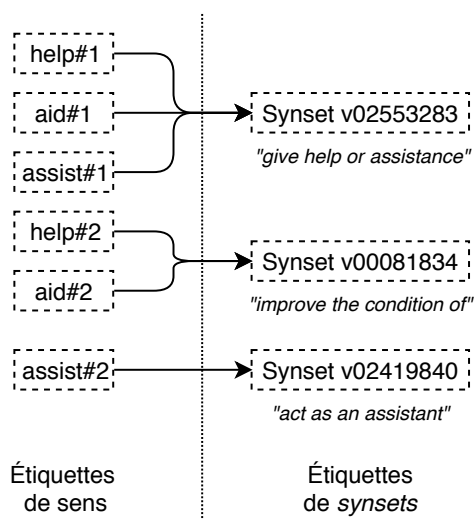 help#1
aid#1
assist#1
help#2
aid#2
assist#2
Étiquettes
de sens
Synset v02553283
"give help or assistance"
Synset v00081834
"improve the condition of"
Synset v02419840
"act as an assistant"
Étiquettes
de synsets